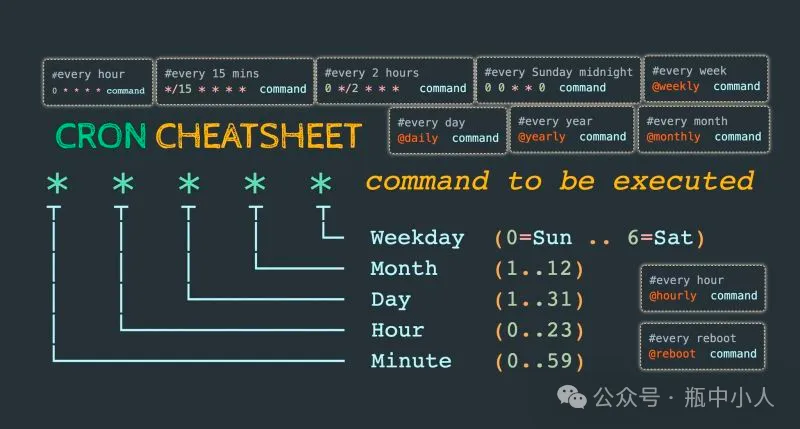 #every hour
0 * * * * command
#every 15 mins
*/15 * * * * command
#every 2 hours
0 */2 * * * command
#every Sunday midnight
0 0 * * 0 command
#every week
@weekly command
#every day
@daily command
#every year
@yearly command
#every month
@monthly command
CRON CHEATSHEET
* * * * * command to be executed
Weekday (0=Sun .. 6=Sat)
Month (1..12)
Day (1..31)
Hour (0..23)
Minute (0..59)
#every hour
@hourly command
#every reboot
@reboot command
公众号 · 瓶中小人